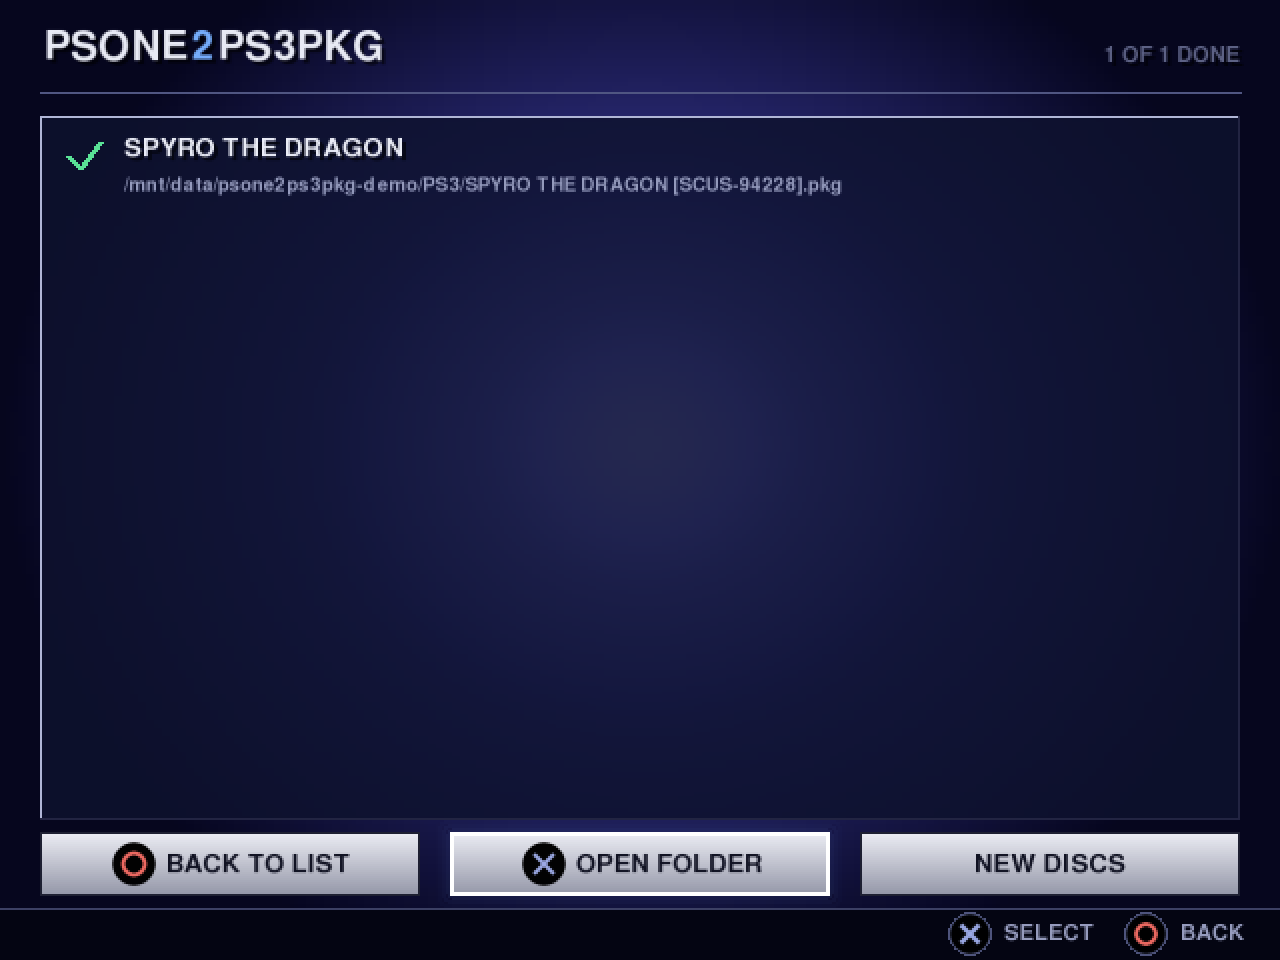 PSONE2PS3PKG
1 OF 1 DONE
SPYRO THE DRAGON
/mnt/data/psone2ps3pkg-demo/PS3/SPYRO THE DRAGON [SCUS-94228].pkg
BACK TO LIST
OPEN FOLDER
NEW DISCS
SELECT
BACK